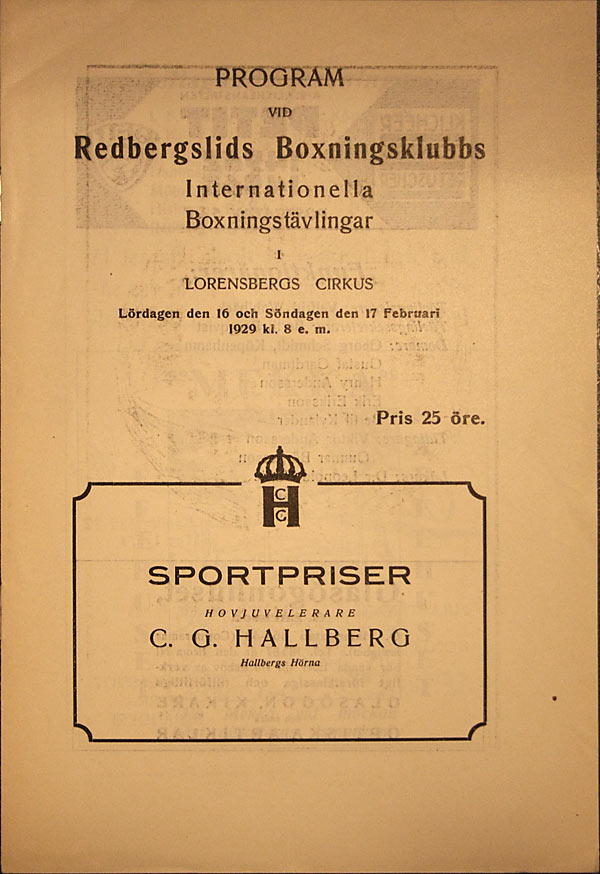 PROGRAM
VID
Redbergslids Boxningsklubbs
Internationella
Boxningstävlingar
I
LORENSBERGS CIRKUS
Lördagen den 16 och Söndagen den 17 Februari
1929 kl. 8 e. m.
Pris 25 öre.
C
H
G
SPORTPRISER
HOVJUVELERARE
C. G. HALLBERG
Hallbergs Hörna